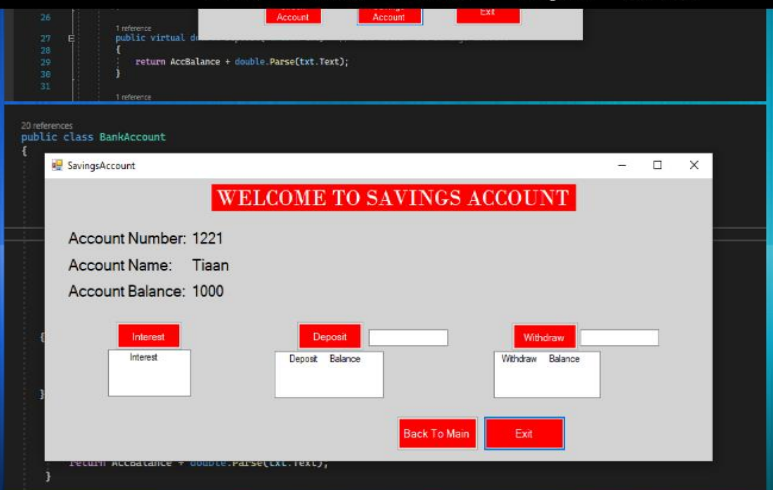 Account
Account
Exit
26
1 reference
27 public virtual
28 {
29 return AccBalance + double.Parse(txt.Text);
30 }
31
1 reference
20 references
public class BankAccount
{
SavingsAccount
WELCOME TO SAVINGS ACCOUNT
Account Number: 1221
Account Name: Tiaan
Account Balance: 1000
Interest Deposit Withdraw
Interest Deposit Balance Withdraw Balance
{
}
Back To Main Exit
return AccBalance + double.Parse(txt.Text);
}